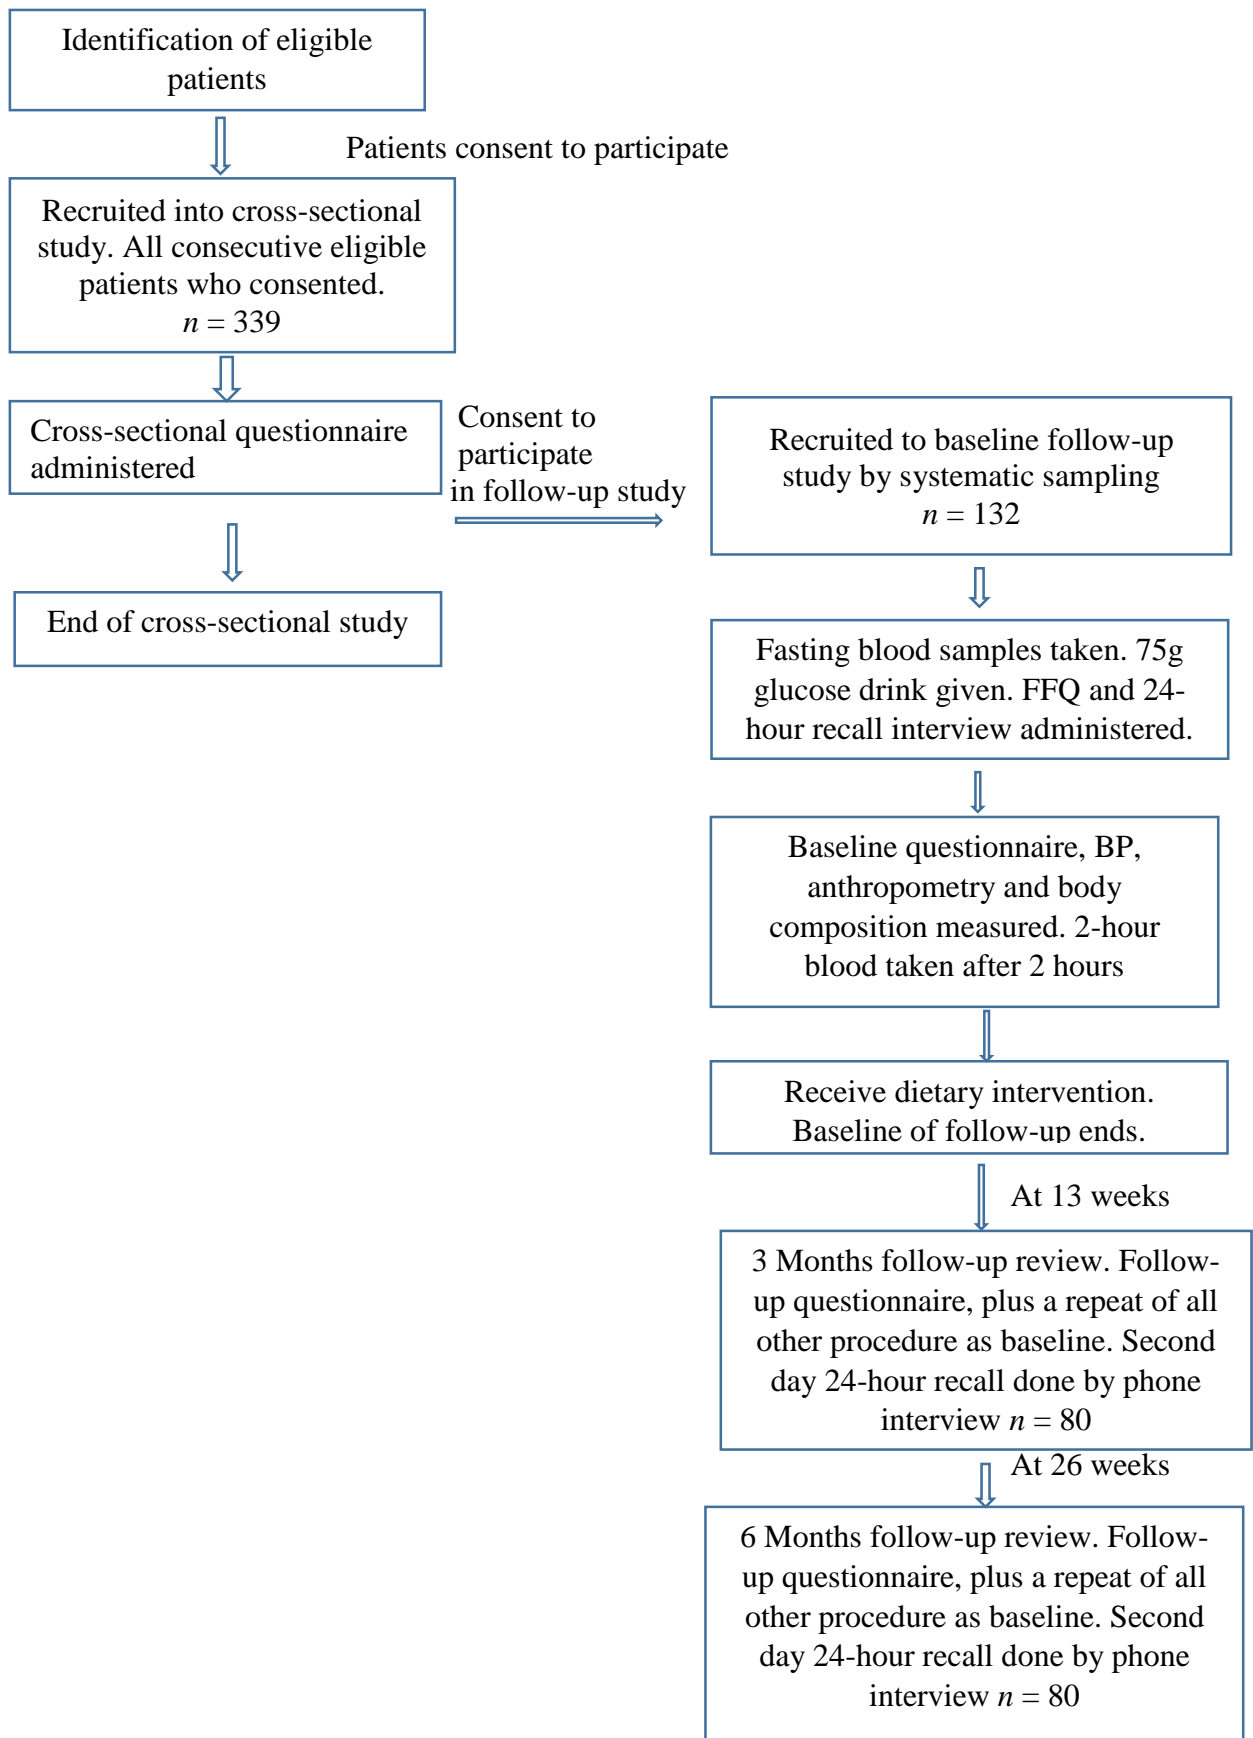 Identification of eligible
patients
Patients consent to participate
Recruited into cross-sectional
study. All consecutive eligible
patients who consented.
n = 339
Cross-sectional questionnaire
administered
End of cross-sectional study
Consent to
participate
in follow-up study
Recruited to baseline follow-up
study by systematic sampling
n = 132
Fasting blood samples taken. 75g
glucose drink given. FFQ and 24-
hour recall interview administered.
Baseline questionnaire, BP,
anthropometry and body
composition measured. 2-hour
blood taken after 2 hours
Receive dietary intervention.
Baseline of follow-up ends.
At 13 weeks
3 Months follow-up review. Follow-
up questionnaire, plus a repeat of all
other procedure as baseline. Second
day 24-hour recall done by phone
interview n = 80
At 26 weeks
6 Months follow-up review. Follow-
up questionnaire, plus a repeat of all
other procedure as baseline. Second
day 24-hour recall done by phone
interview n = 80